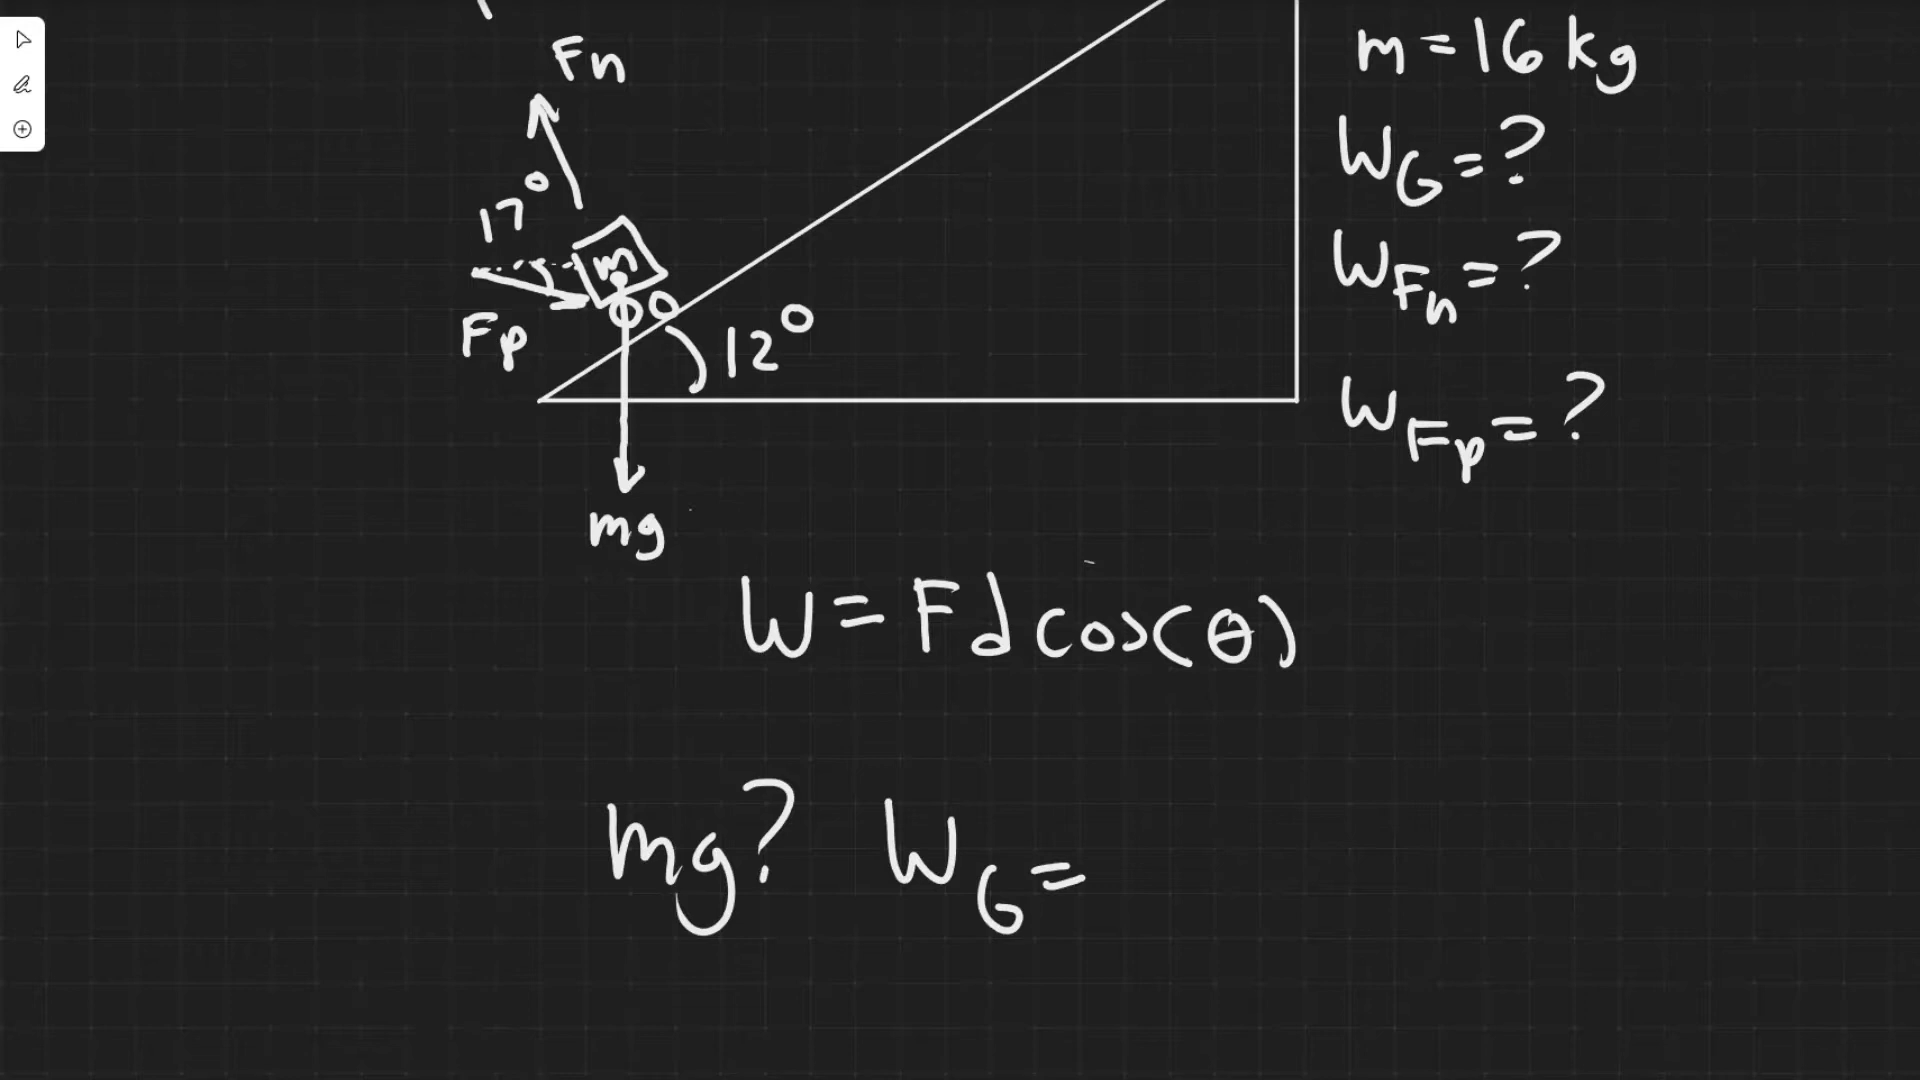 Fn
17°
m
Fp
12°
mg
m = 16 kg
W_G = ?
W_Fn = ?
W_Fp = ?
W = Fd cos(θ)
mg? W_G =